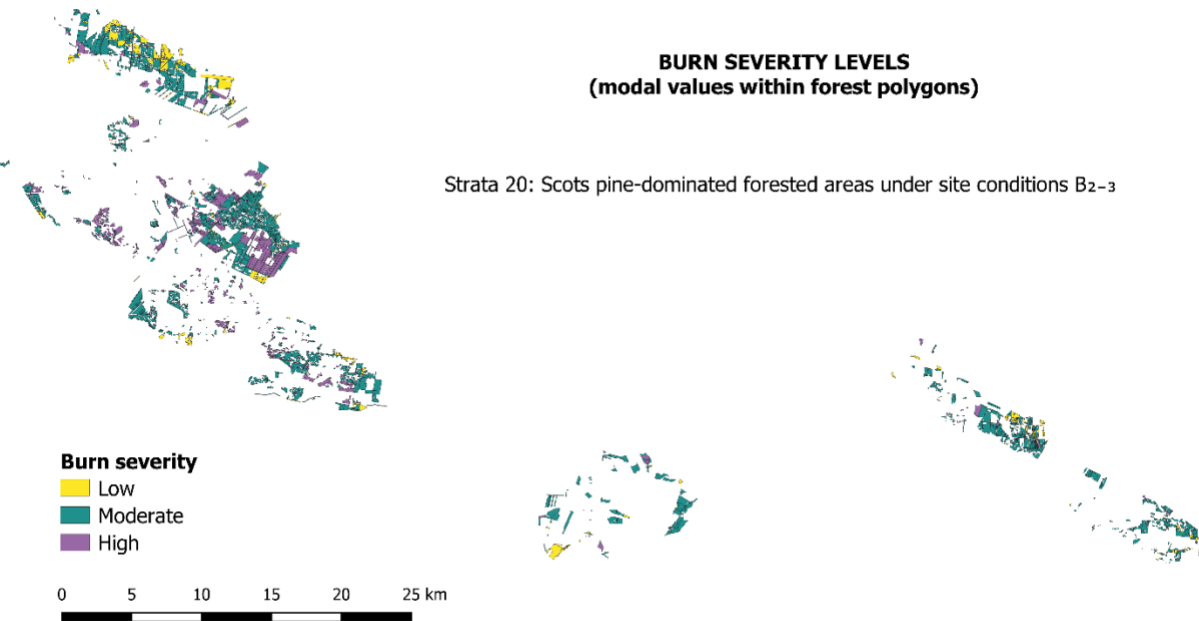 BURN SEVERITY LEVELS
(modal values within forest polygons)
Strata 20: Scots pine-dominated forested areas under site conditions B₂₋₃
Burn severity
Low
Moderate
High
0 5 10 15 20 25 km